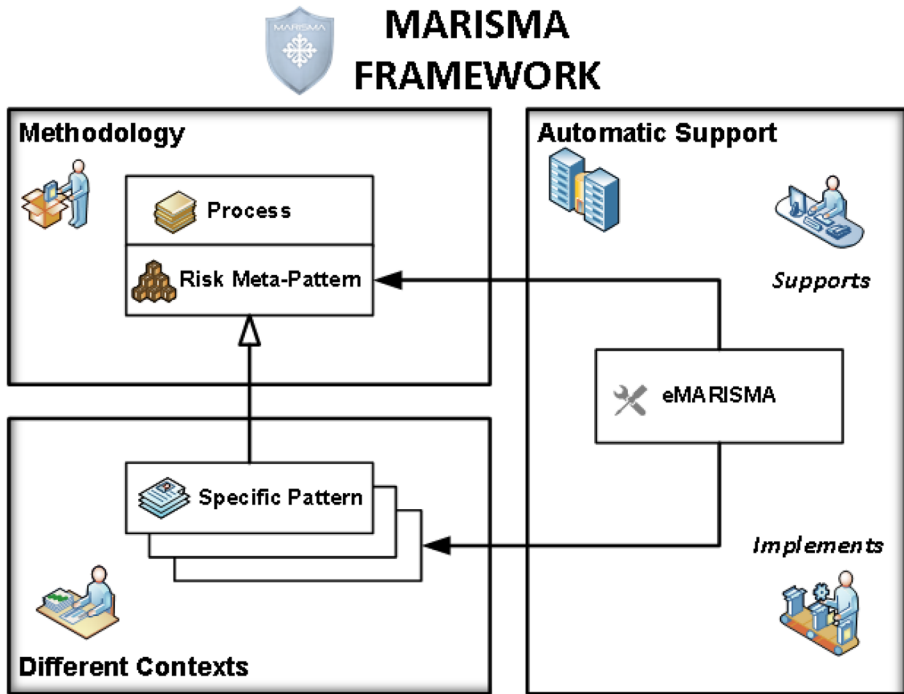 MARISMA
MARISMA
FRAMEWORK
Methodology
Process
Risk Meta-Pattern
Automatic Support
Supports
eMARISMA
Implements
Specific Pattern
Different Contexts